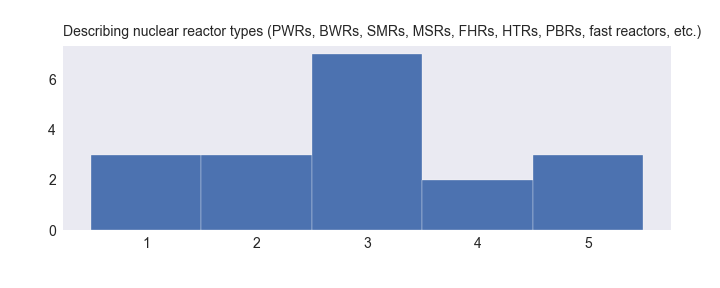 Describing nuclear reactor types (PWRs, BWRs, SMRs, MSRs, FHRs, HTRs, PBRs, fast reactors, etc.)
6
4
2
0
1 2 3 4 5